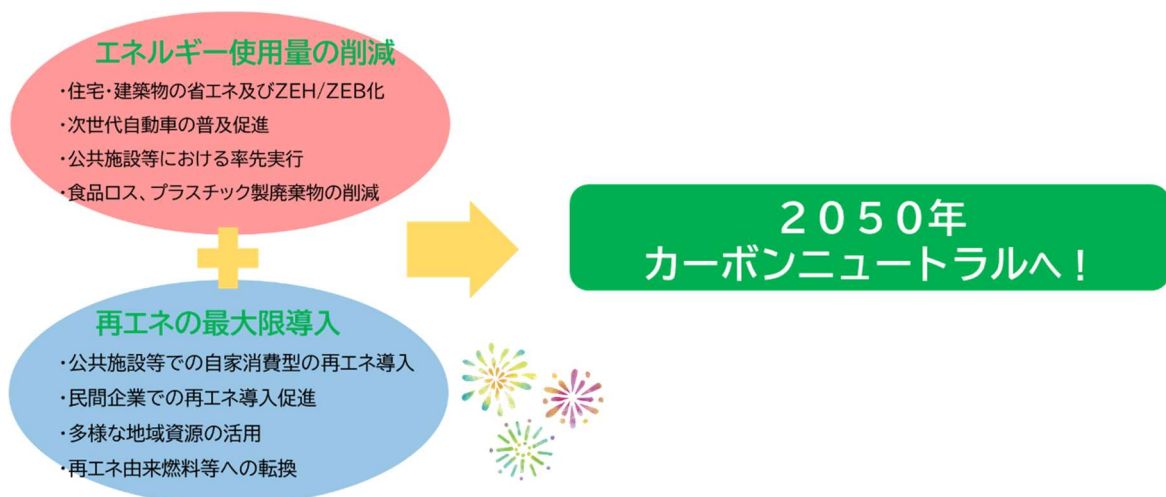 エネルギー使用量の削減
・住宅・建築物の省エネ及びZEH/ZEB化
・次世代自動車の普及促進
・公共施設等における率先実行
・食品ロス、プラスチック製廃棄物の削減
再エネの最大限導入
・公共施設等での自家消費型の再エネ導入
・民間企業での再エネ導入促進
・多様な地域資源の活用
・再エネ由来燃料等への転換
２０５０年
カーボンニュートラルへ！